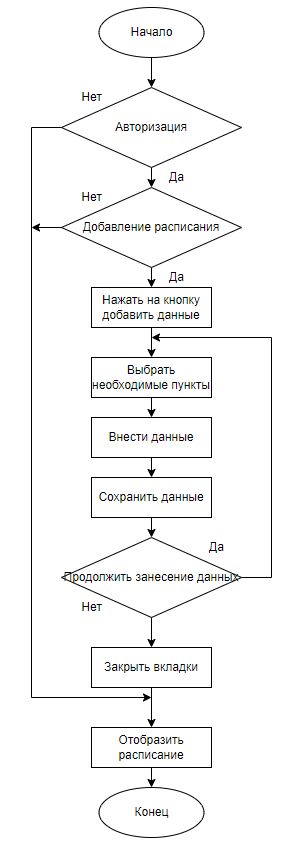 Начало
Нет
Авторизация
Да
Нет
Добавление расписания
Да
Нажать на кнопку
добавить данные
Выбрать
необходимые пункты
Внести данные
Сохранить данные
Да
Продолжить занесение данных
Нет
Закрыть вкладки
Отобразить
расписание
Конец